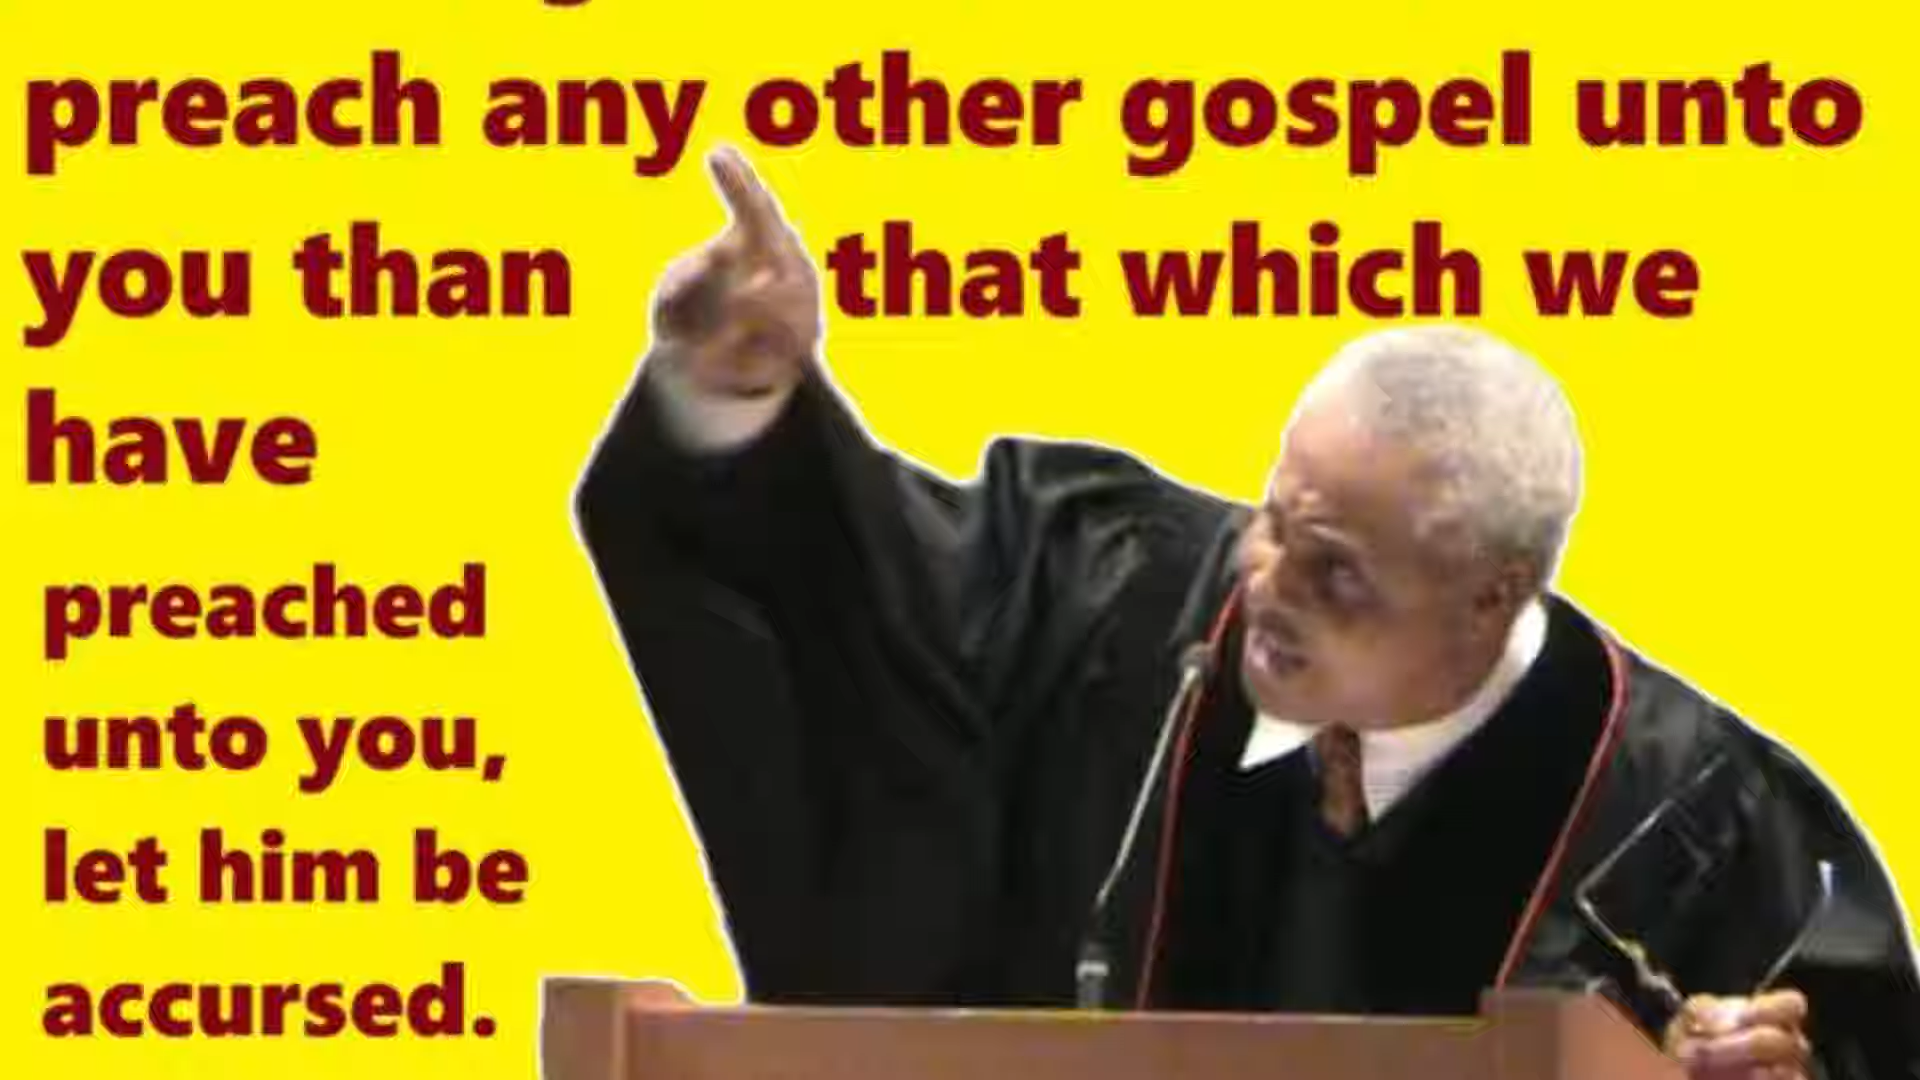 preach any other gospel unto
you than that which we
have
preached
unto you,
let him be
accursed.